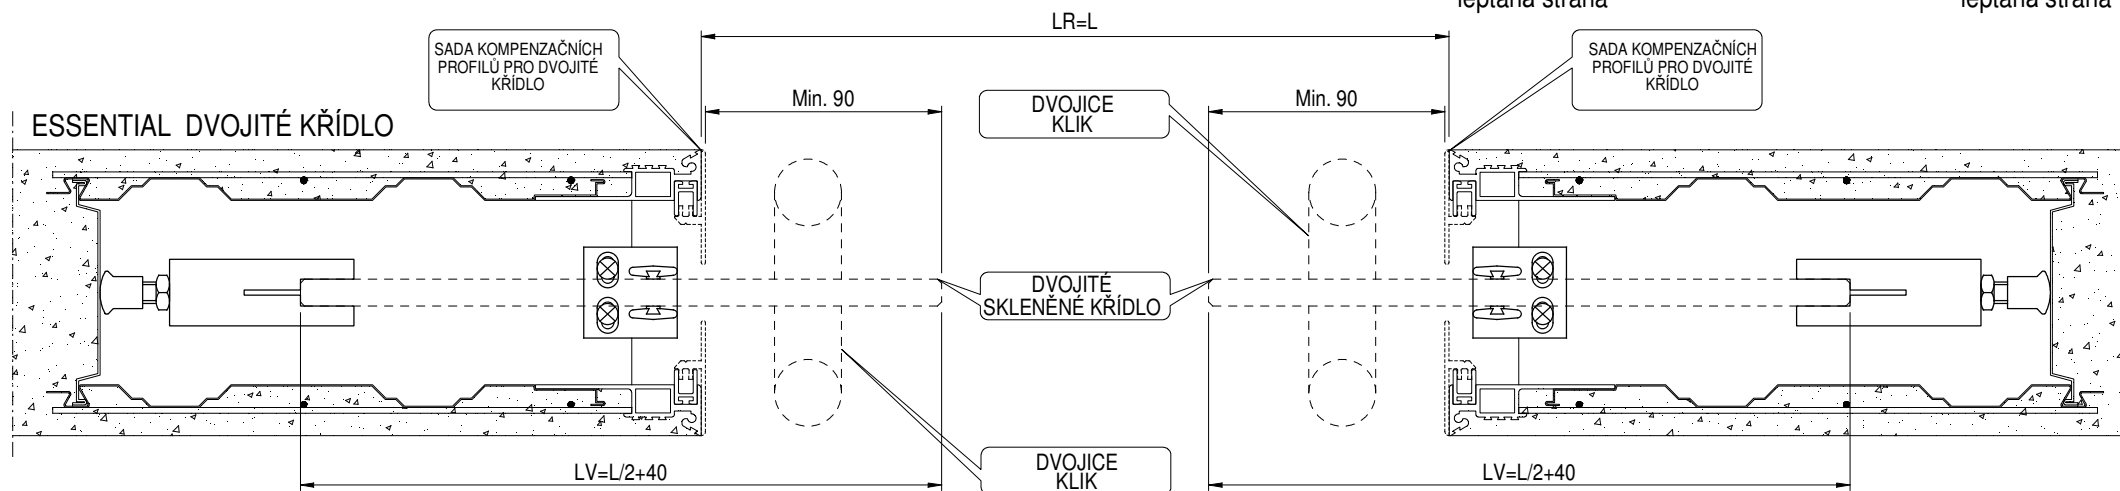 leptaná strana
leptaná strana
LR=L
SADA KOMPENZAČNÍCH
PROFILŮ PRO DVOJITÉ
KŘÍDLO
SADA KOMPENZAČNÍCH
PROFILŮ PRO DVOJITÉ
KŘÍDLO
Min. 90
DVOJICE
KLIK
Min. 90
ESSENTIAL DVOJITÉ KŘÍDLO
DVOJITÉ
SKLENĚNÉ KŘÍDLO
LV=L/2+40
DVOJICE
KLIK
LV=L/2+40